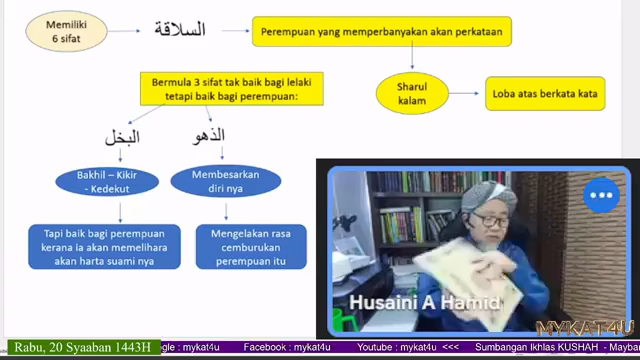 Memiliki
6 sifat
السلاقة
Perempuan yang memperbanyakan akan perkataan
Sharul
kalam
Loba atas berkata kata
Bermula 3 sifat tak baik bagi lelaki
tetapi baik bagi perempuan:
الذهو
البخل
Bakhil – Kikir
- Kedekut
Membesarkan
diri nya
Tapi baik bagi perempuan
kerana ia akan memelihara
akan harta suami nya
Mengelakan rasa
cemburukan
perempuan itu
Husaini A Hamid
MYKAT4U
Rabu, 20 Syaaban 1443H
gle : mykat4u Facebook : mykat4u Youtube : mykat4u <<< Sumbangan Ikhlas KUSHAH - Mayba